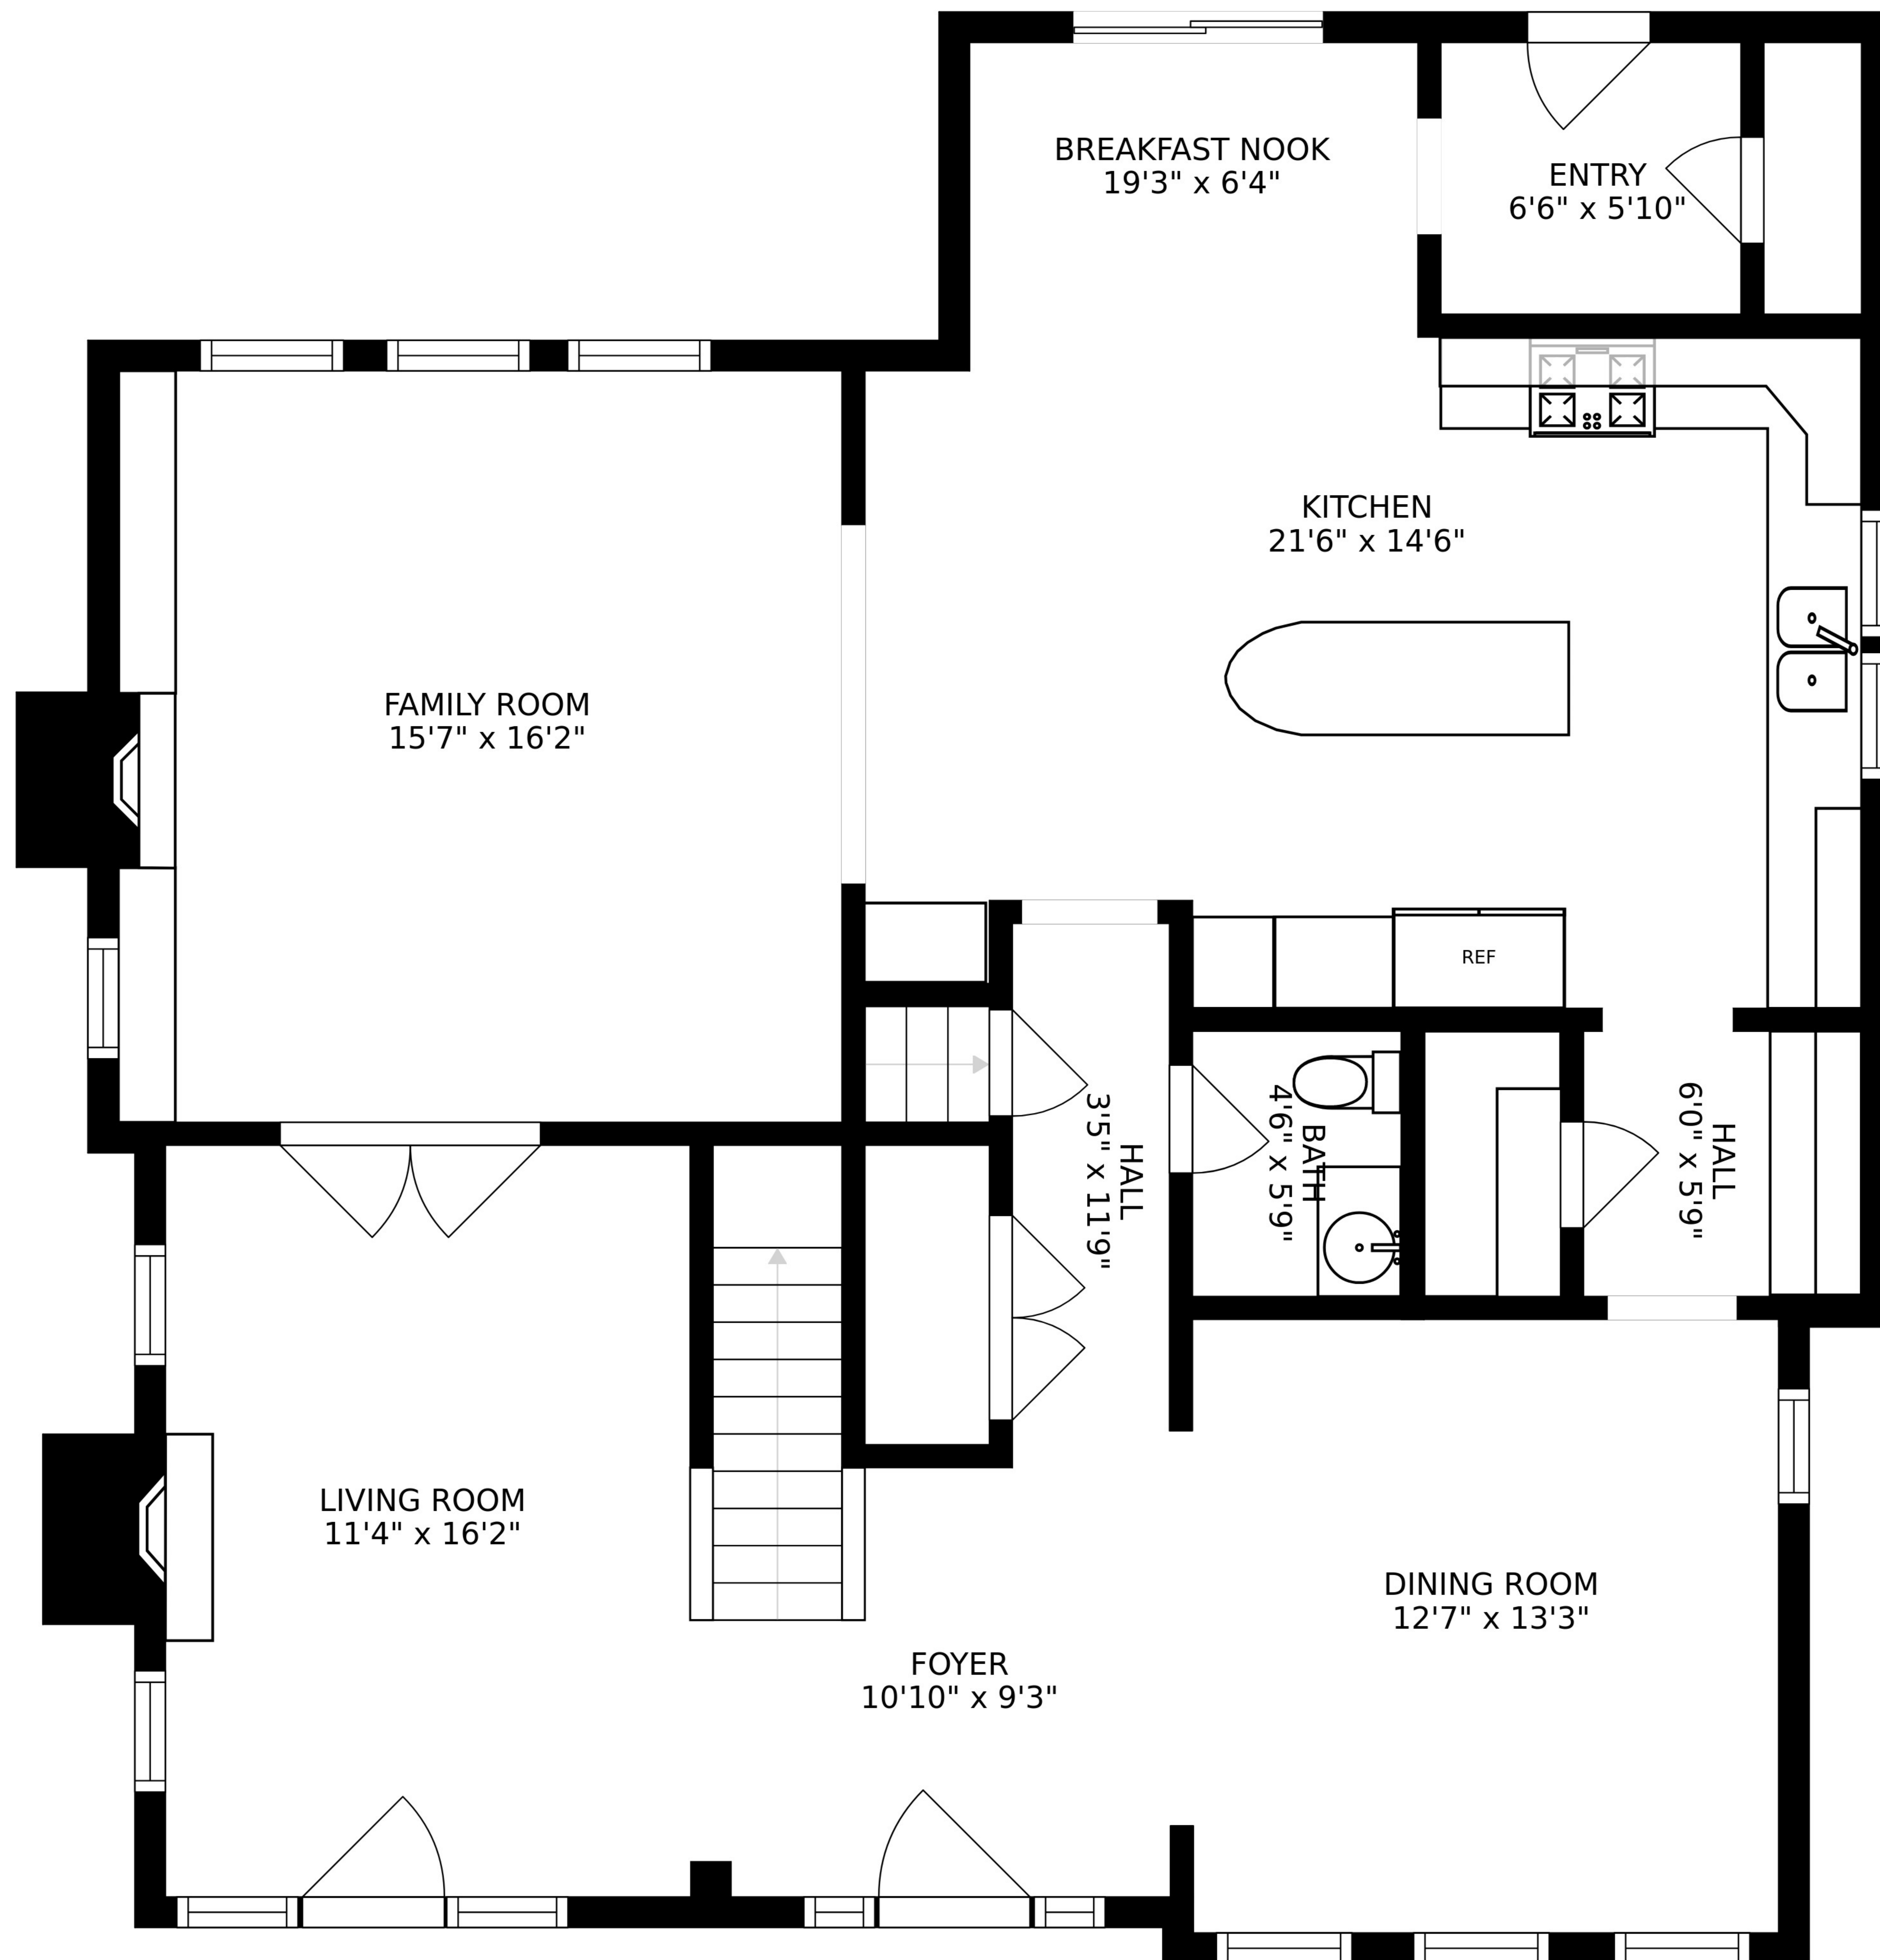 BREAKFAST NOOK
19'3" x 6'4"
ENTRY
6'6" x 5'10"
KITCHEN
21'6" x 14'6"
FAMILY ROOM
15'7" x 16'2"
REF
HALL
3'5" x 11'9"
BATH
4'6" x 5'9"
HALL
6'0" x 5'9"
LIVING ROOM
11'4" x 16'2"
DINING ROOM
12'7" x 13'3"
FOYER
10'10" x 9'3"